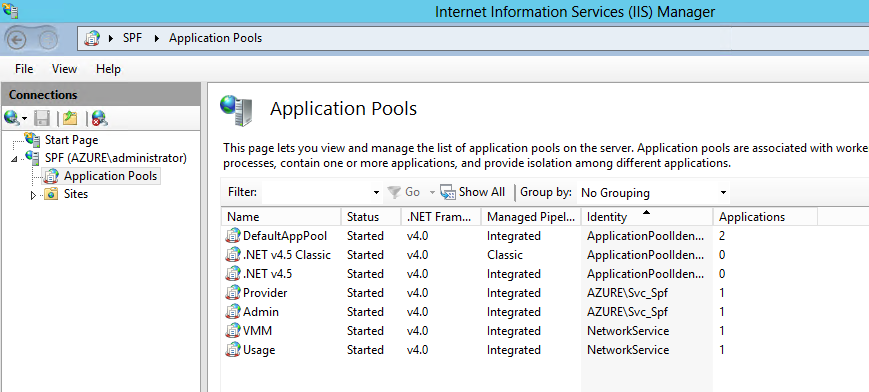 Internet Information Services (IIS) Manager
SPF Application Pools
File View Help
Connections
Start Page
SPF (AZURE\administrator)
Application Pools
Sites
Application Pools
This page lets you view and manage the list of application pools on the server. Application pools are associated with worke
processes, contain one or more applications, and provide isolation among different applications.
Filter: Go Show All Group by: No Grouping
Name Status .NET Fram... Managed Pipel... Identity Applications
DefaultAppPool Started v4.0 Integrated ApplicationPoolIden... 2
.NET v4.5 Classic Started v4.0 Classic ApplicationPoolIden... 0
.NET v4.5 Started v4.0 Integrated ApplicationPoolIden... 0
Provider Started v4.0 Integrated AZURE\Svc_Spf 1
Admin Started v4.0 Integrated AZURE\Svc_Spf 1
VMM Started v4.0 Integrated NetworkService 1
Usage Started v4.0 Integrated NetworkService 1